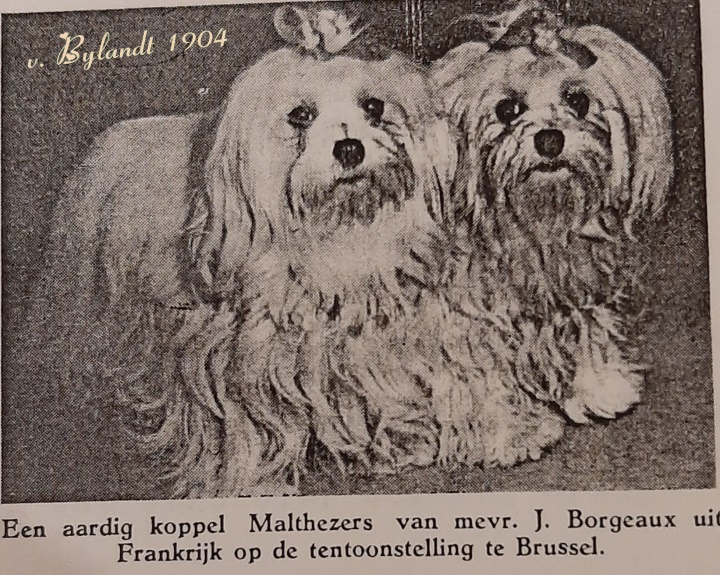 v. Bylandt 1904
Een aardig koppel Malthezers van mevr. J. Borgeaux uit
Frankrijk op de tentoonstelling te Brussel.